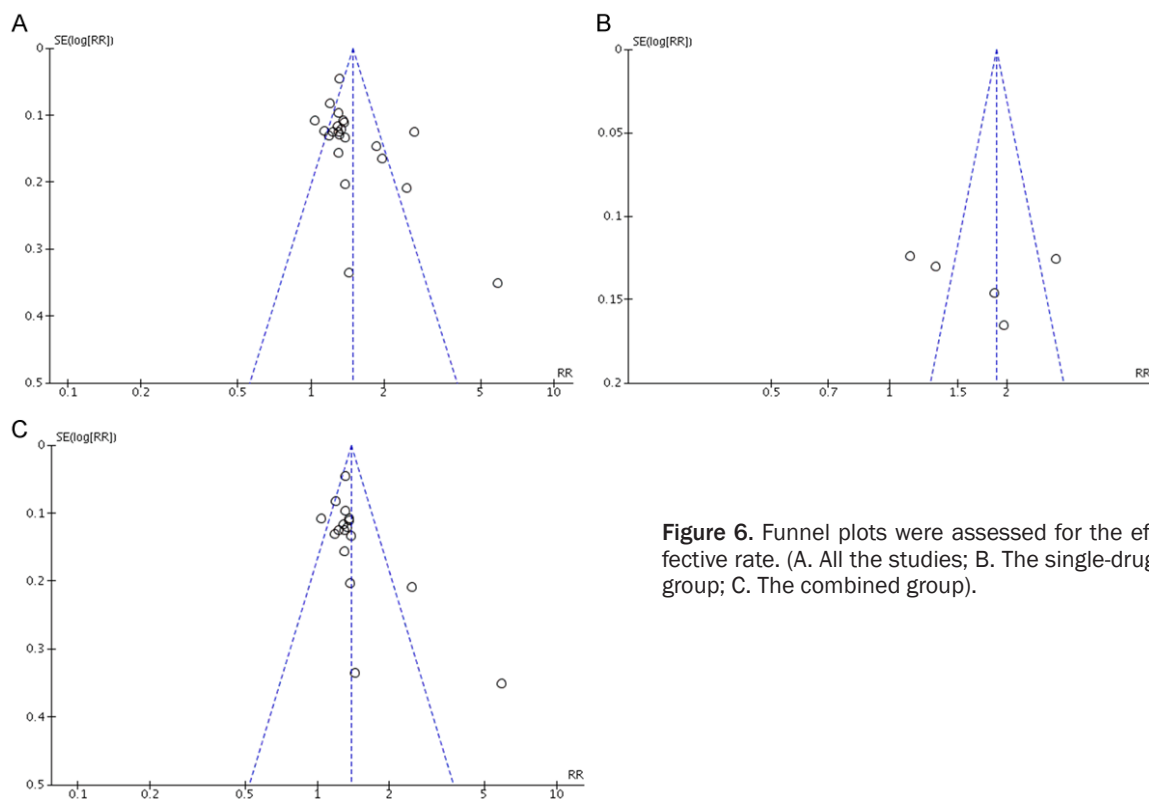 A
SE(log[RR])
0
0.1
0.2
0.3
0.4
0.5
0.1 0.2 0.5 1 2 5 10
RR
B
SE(log[RR])
0
0.05
0.1
0.15
0.2
0.5 0.7 1 1.5 2
RR
C
SE(log[RR])
0
0.1
0.2
0.3
0.4
0.5
0.1 0.2 0.5 1 2 5 10
RR
Figure 6. Funnel plots were assessed for the ef-
fective rate. (A. All the studies; B. The single-drug
group; C. The combined group).